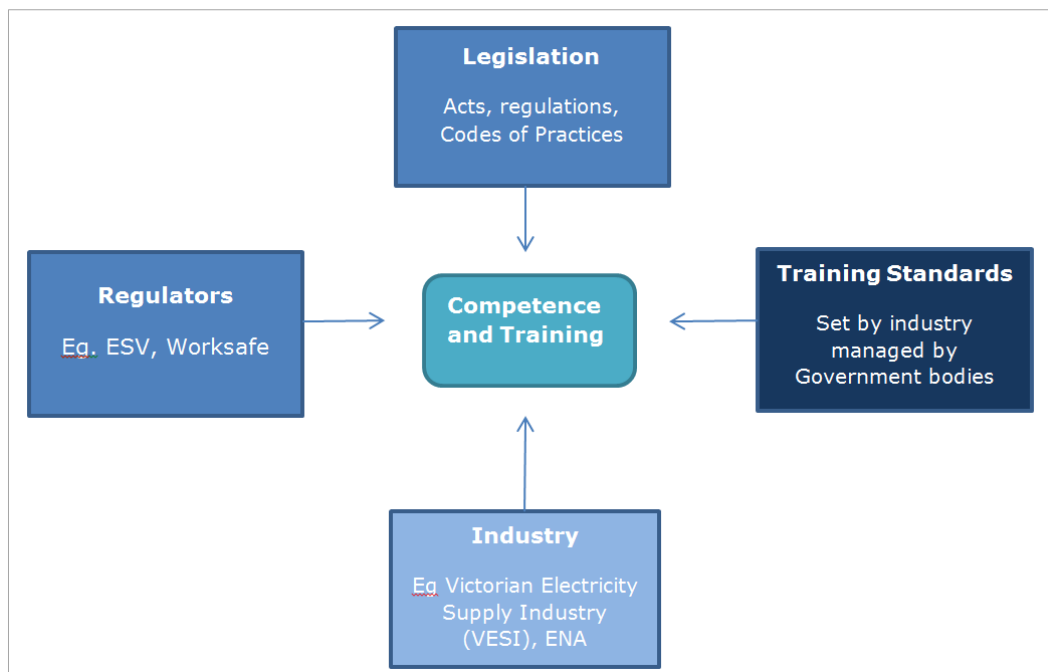 Legislation
Acts, regulations,
Codes of Practices
Regulators
Eg. ESV, Worksafe
Competence
and Training
Training Standards
Set by industry
managed by
Government bodies
Industry
Eg Victorian Electricity
Supply Industry
(VESI), ENA